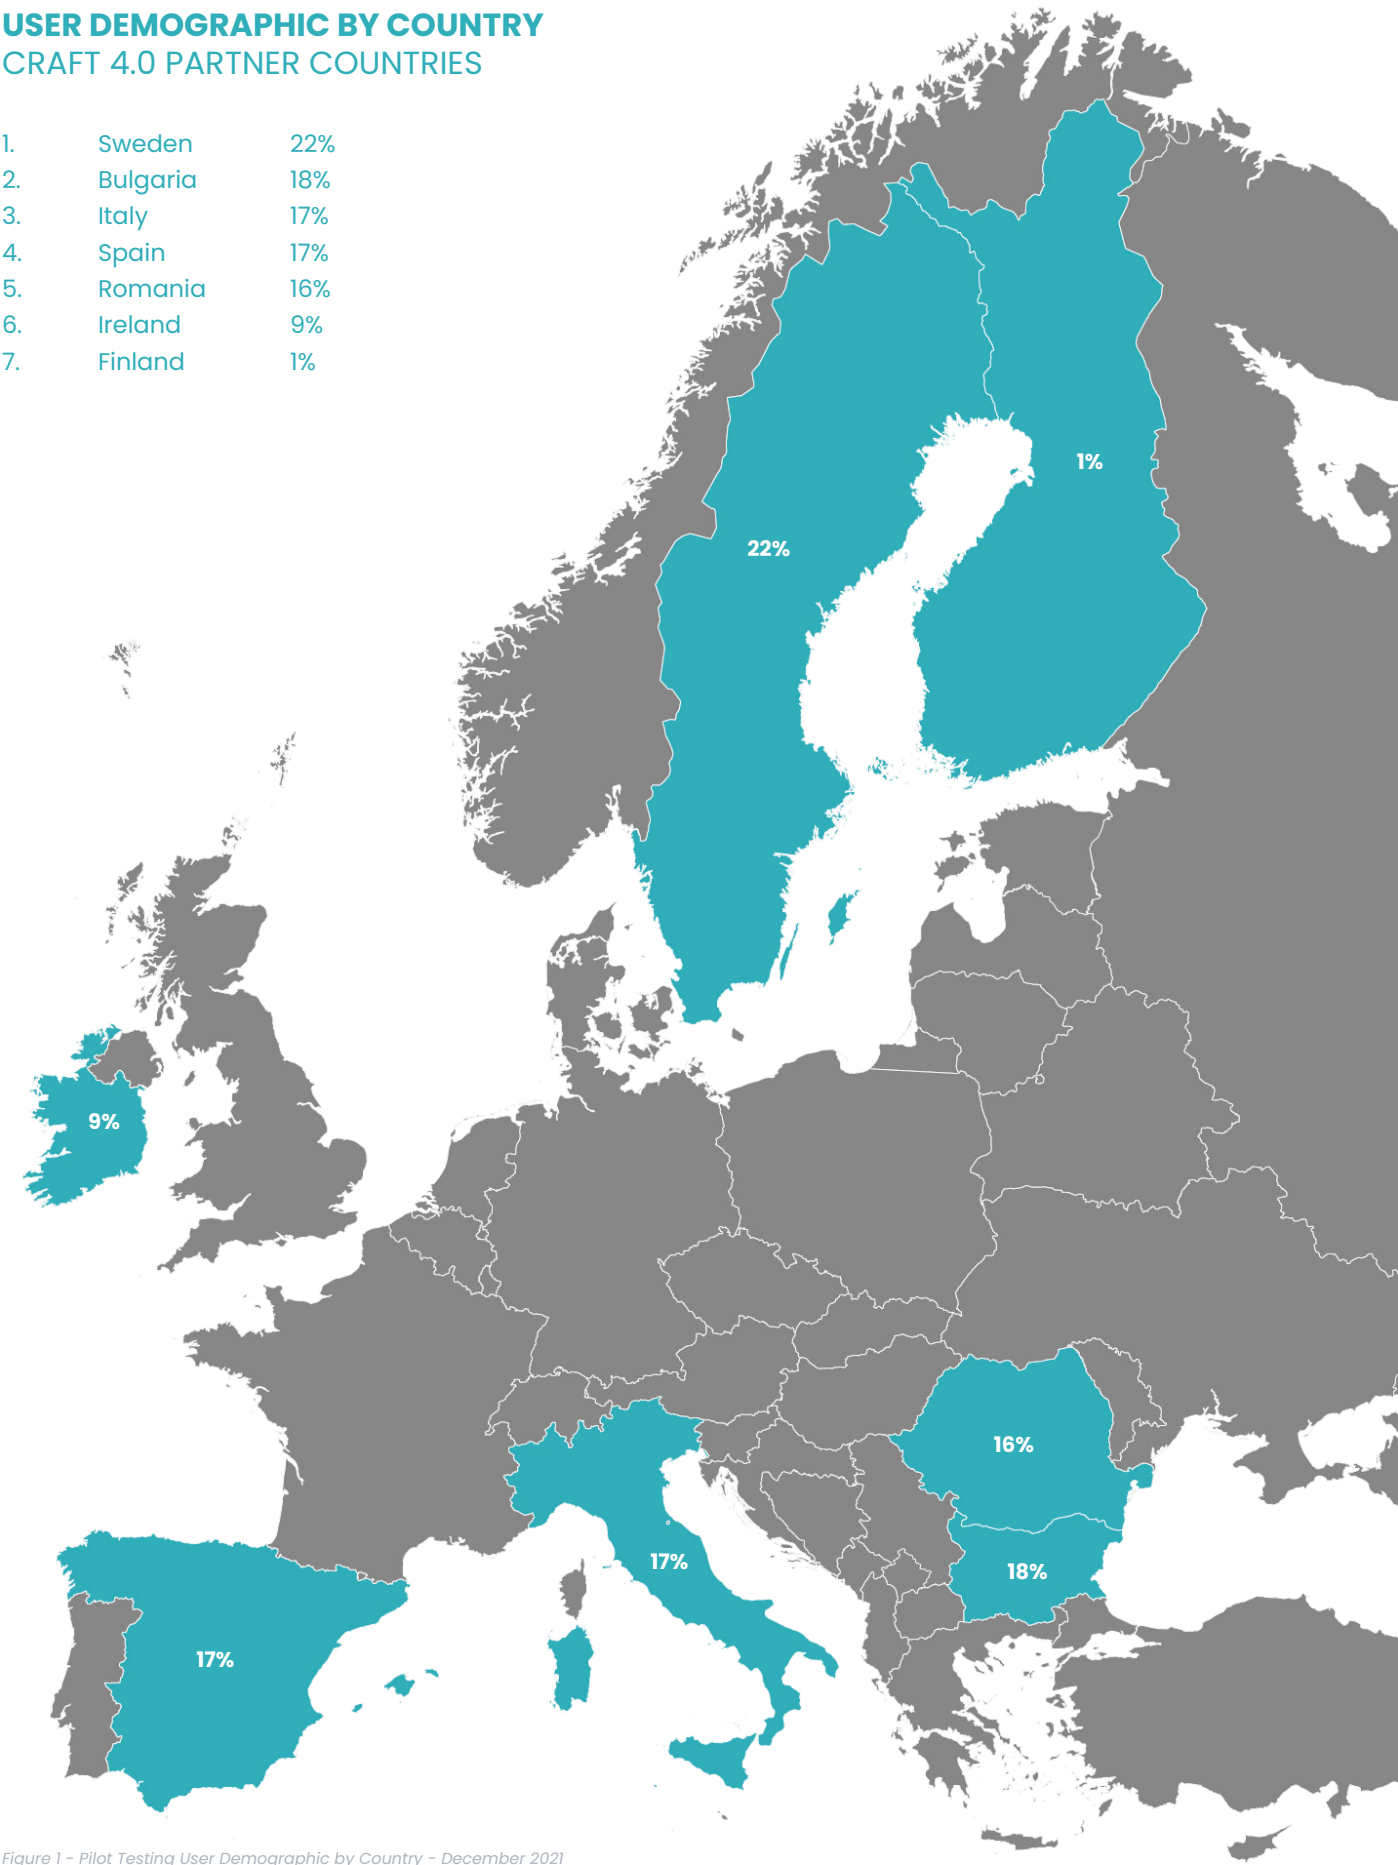 USER DEMOGRAPHIC BY COUNTRY
CRAFT 4.0 PARTNER COUNTRIES
1. Sweden 22%
2. Bulgaria 18%
3. Italy 17%
4. Spain 17%
5. Romania 16%
6. Ireland 9%
7. Finland 1%
1%
22%
9%
16%
17%
18%
17%
Figure 1 - Pilot Testing User Demographic by Country - December 2021